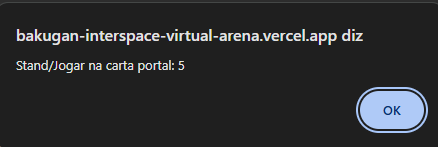 bakugan-interspace-virtual-arena.vercel.app diz
Stand/Jogar na carta portal: 5
OK